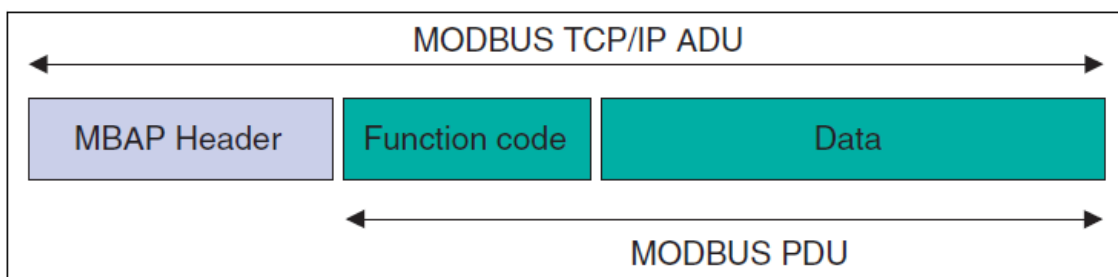 MODBUS TCP/IP ADU
MBAP Header
Function code
Data
MODBUS PDU